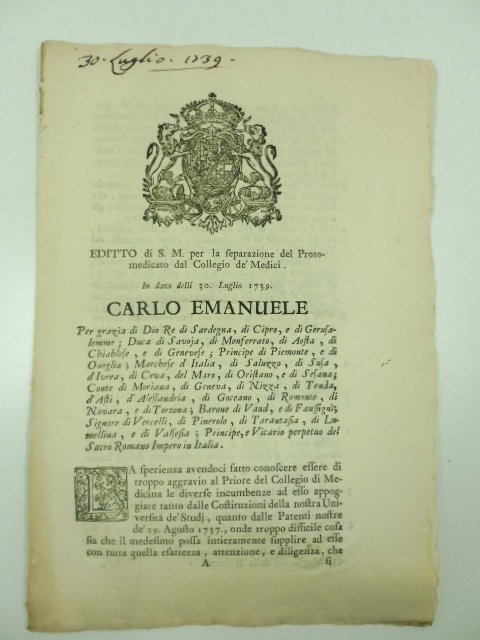 30. Luglio. 1739.
EDITTO di S. M. per la ſeparazione del Proto-
medicato dal Collegio de' Medici.
In data delli 30. Luglio 1739.
CARLO EMANUELE
Per grazia di Dio Re di Sardegna, di Cipro, e di Geruſa-
lemme; Duca di Savoja, di Monferrato, di Aoſta, di
Chiableſe, e di Geneveſe; Principe di Piemonte, e di
Oneglia; Marcheſe d'Italia, di Saluzzo, di Suſa,
d'Ivrea, di Ceva, del Maro, di Oriſtano, e di Seſana;
Conte di Moriana, di Geneva, di Nizza, di Tenda,
d'Aſti, d'Aleſſandria, di Goceano, di Romonte, di
Novara, e di Tortona; Barone di Vaud, e di Fauſſignì;
Signore di Vercelli, di Pinerolo, di Tarantaſia, di Lu-
mellina, e di Valſeſia; Principe, e Vicario perpetuo del
Sacro Romano Impero in Italia.
LA ſperienza avendoci fatto conoſcere eſſere di
troppo aggravio al Priore del Collegio di Me-
dicina le diverſe incumbenze ad eſſo appog-
giate tanto dalle Coſtituzioni della noſtra Uni-
verſità de' Studj, quanto dalle Patenti noſtre
de' 29. Agoſto 1737., onde troppo difficile coſa
ſia che il medeſimo poſſa intieramente ſupplire ad eſſe
con tutta quella eſattezza, attenzione, e diligenza, che
A ſi